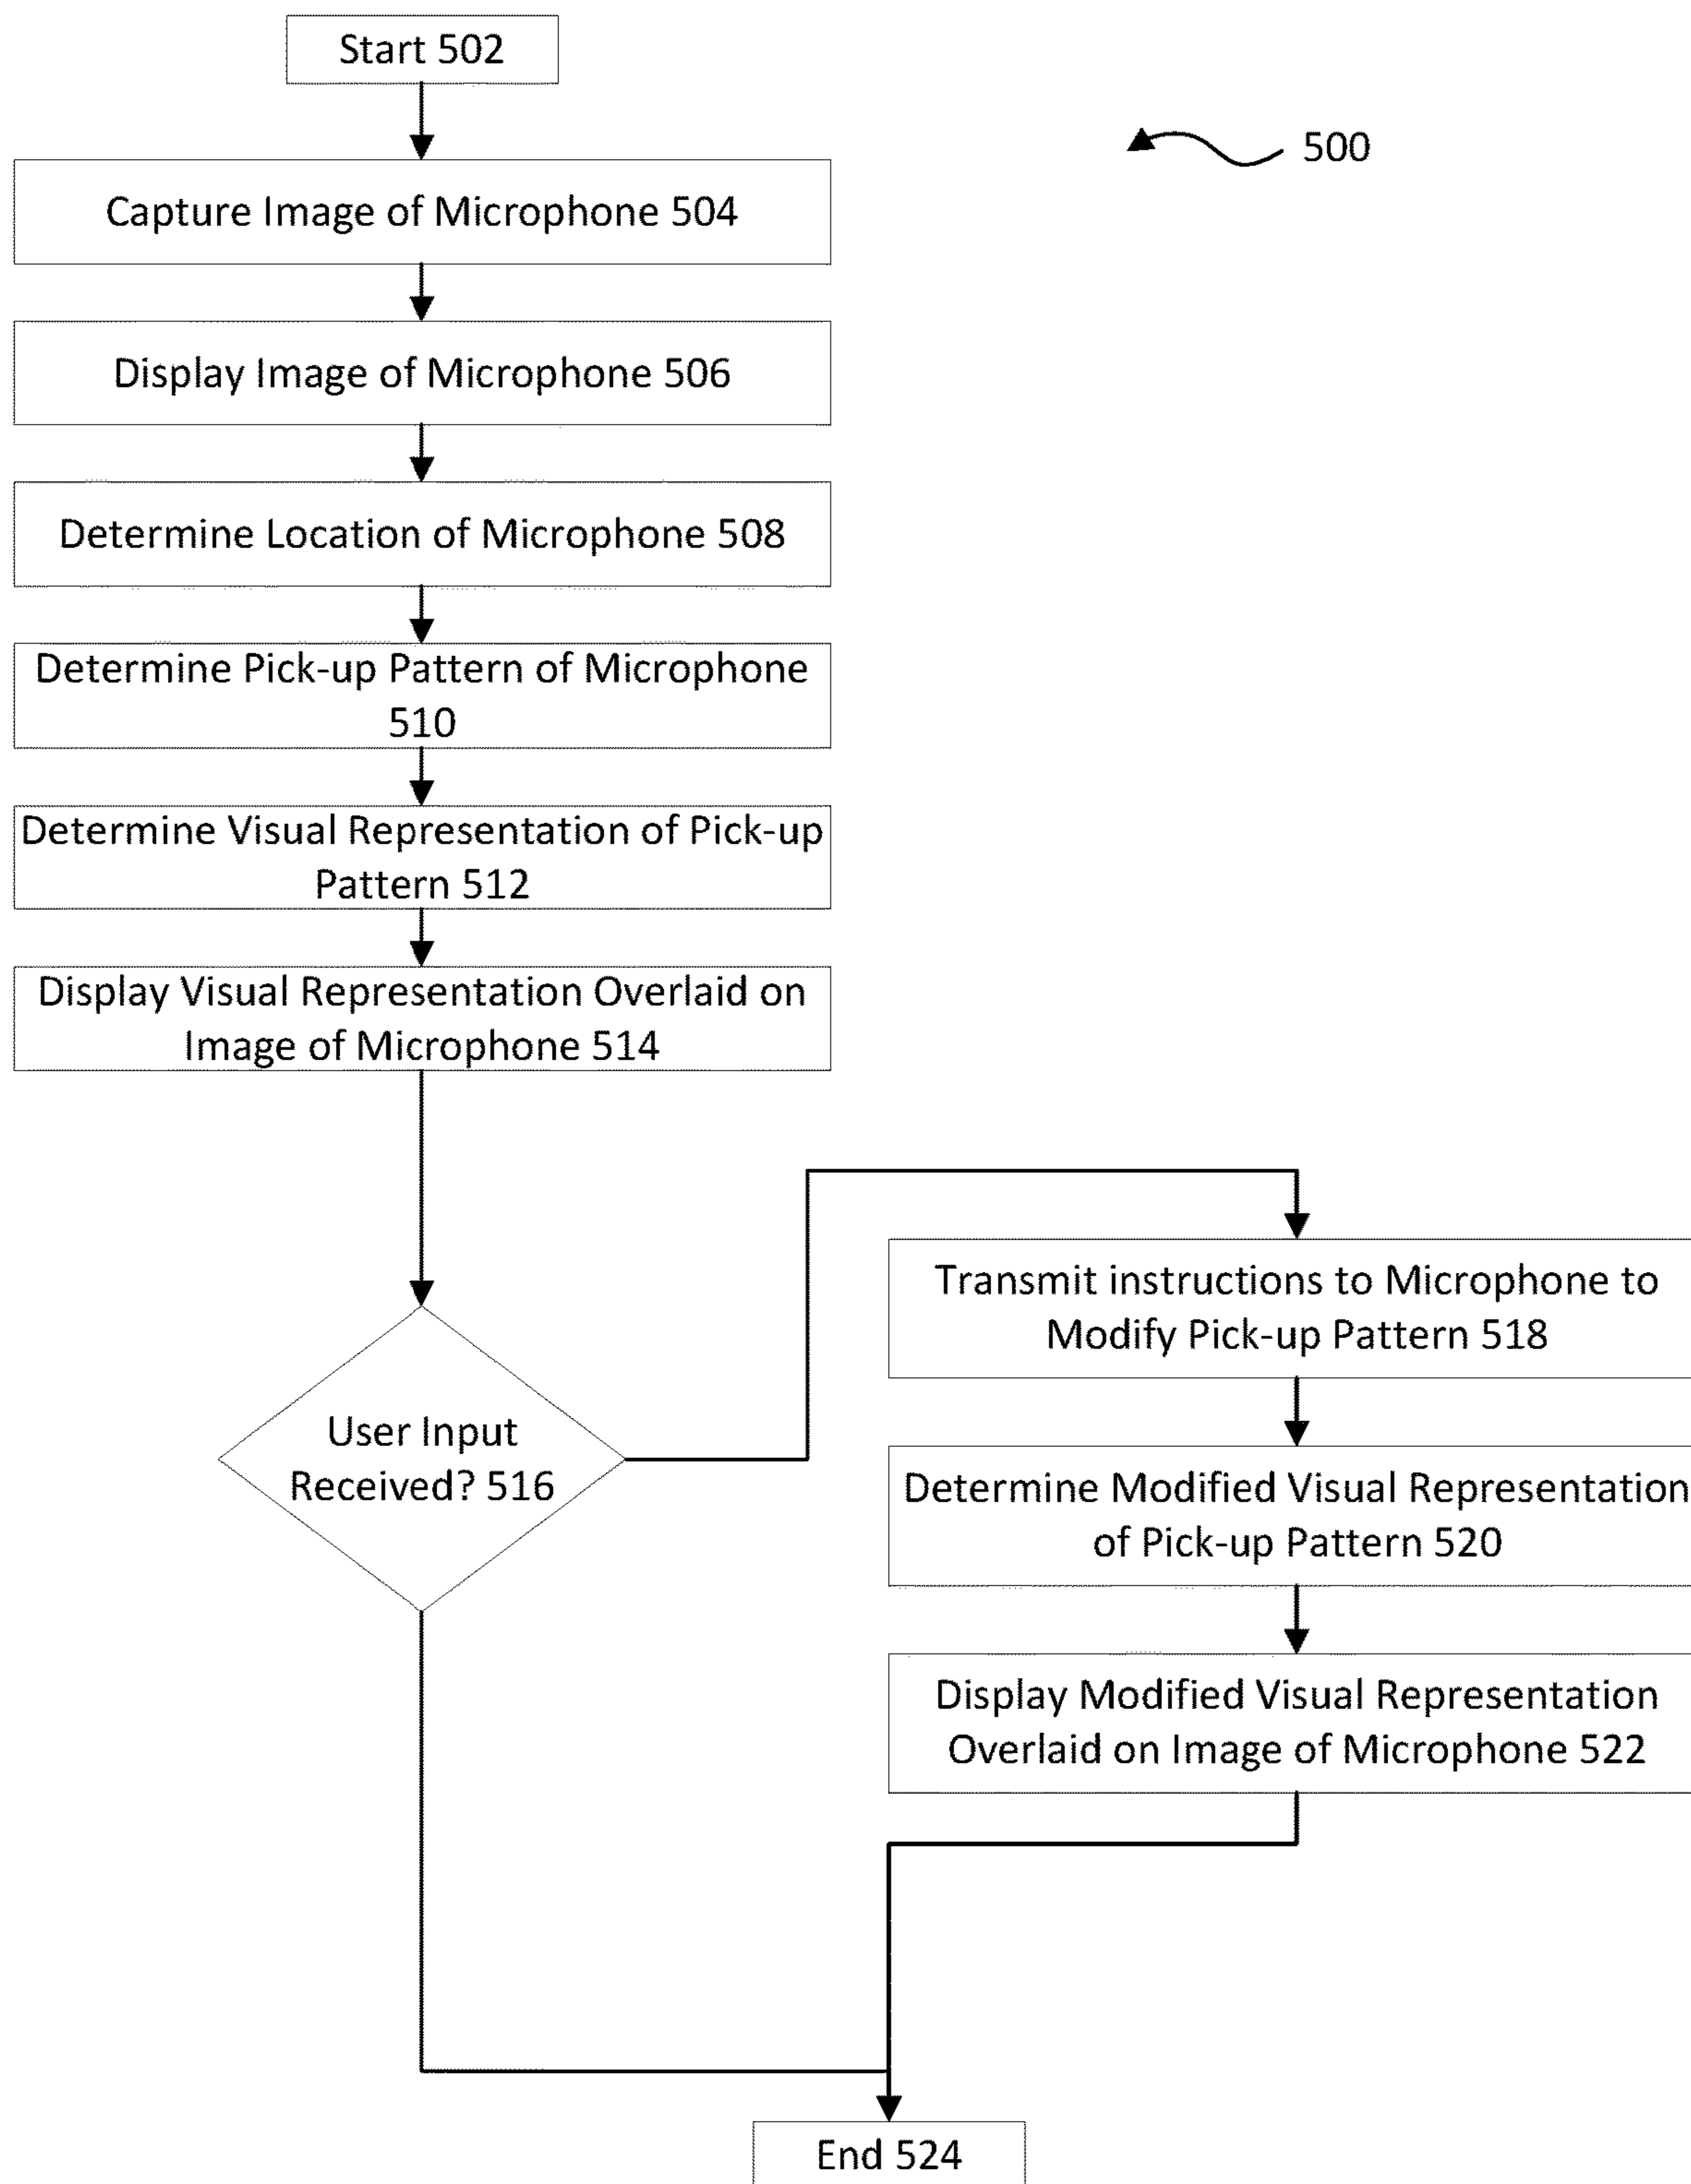 Start 502
500
Capture Image of Microphone 504
Display Image of Microphone 506
Determine Location of Microphone 508
Determine Pick-up Pattern of Microphone
510
Determine Visual Representation of Pick-up
Pattern 512
Display Visual Representation Overlaid on
Image of Microphone 514
User Input
Received? 516
Transmit instructions to Microphone to
Modify Pick-up Pattern 518
Determine Modified Visual Representation
of Pick-up Pattern 520
Display Modified Visual Representation
Overlaid on Image of Microphone 522
End 524